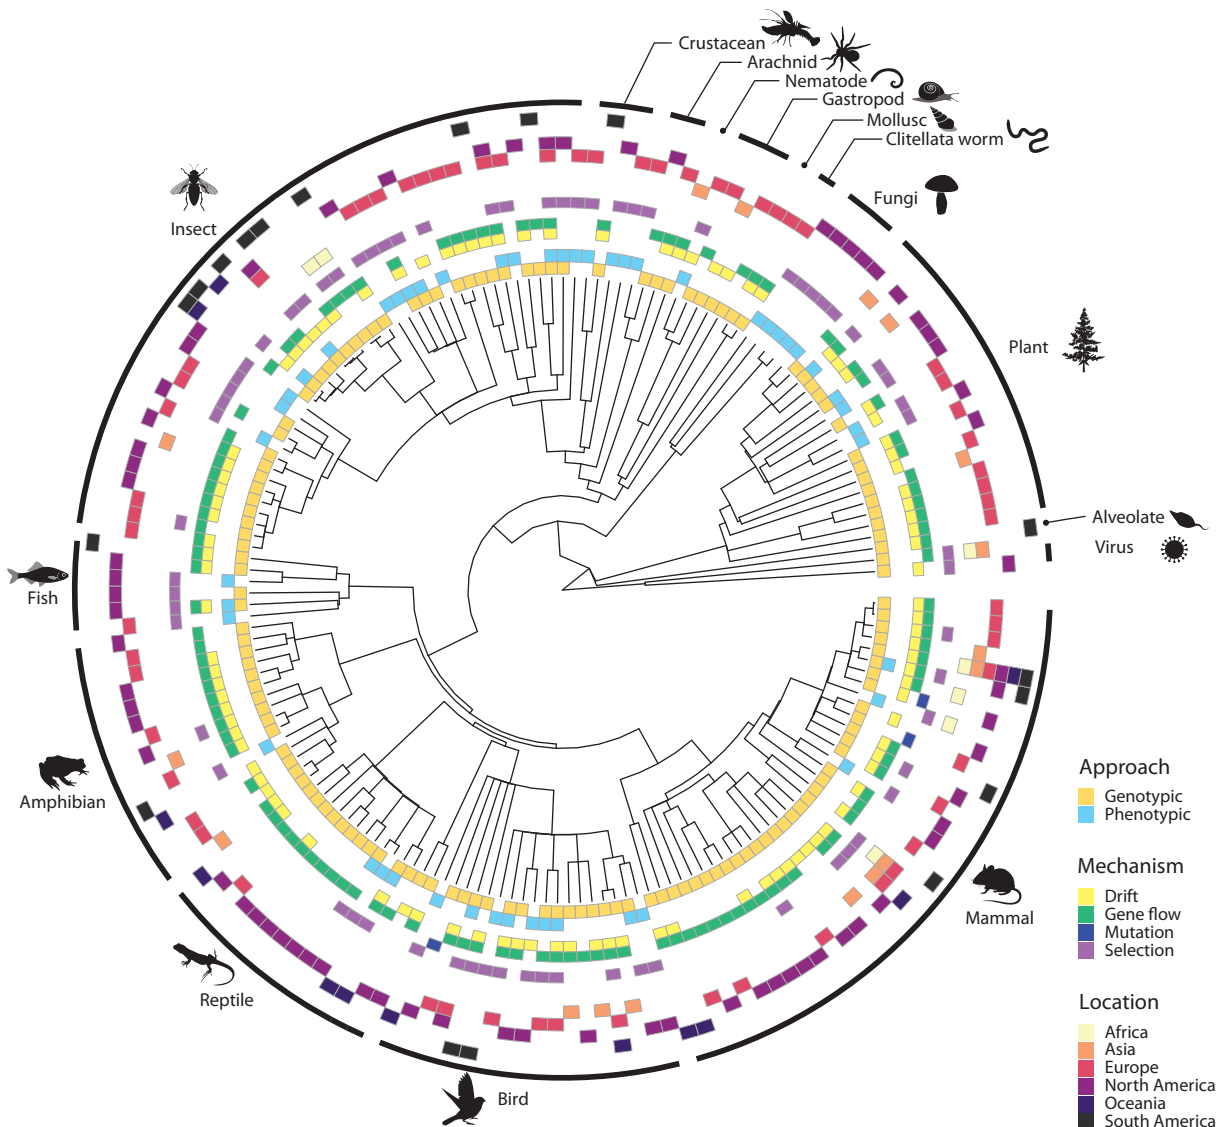 Crustacean
Arachnid
Nematode
Gastropod
Mollusc
Clitellata worm
Fungi
Insect
Plant
Alveolate
Virus
Fish
Amphibian
Reptile
Bird
Mammal
Approach
Genotypic
Phenotypic
Mechanism
Drift
Gene flow
Mutation
Selection
Location
Africa
Asia
Europe
North America
Oceania
South America